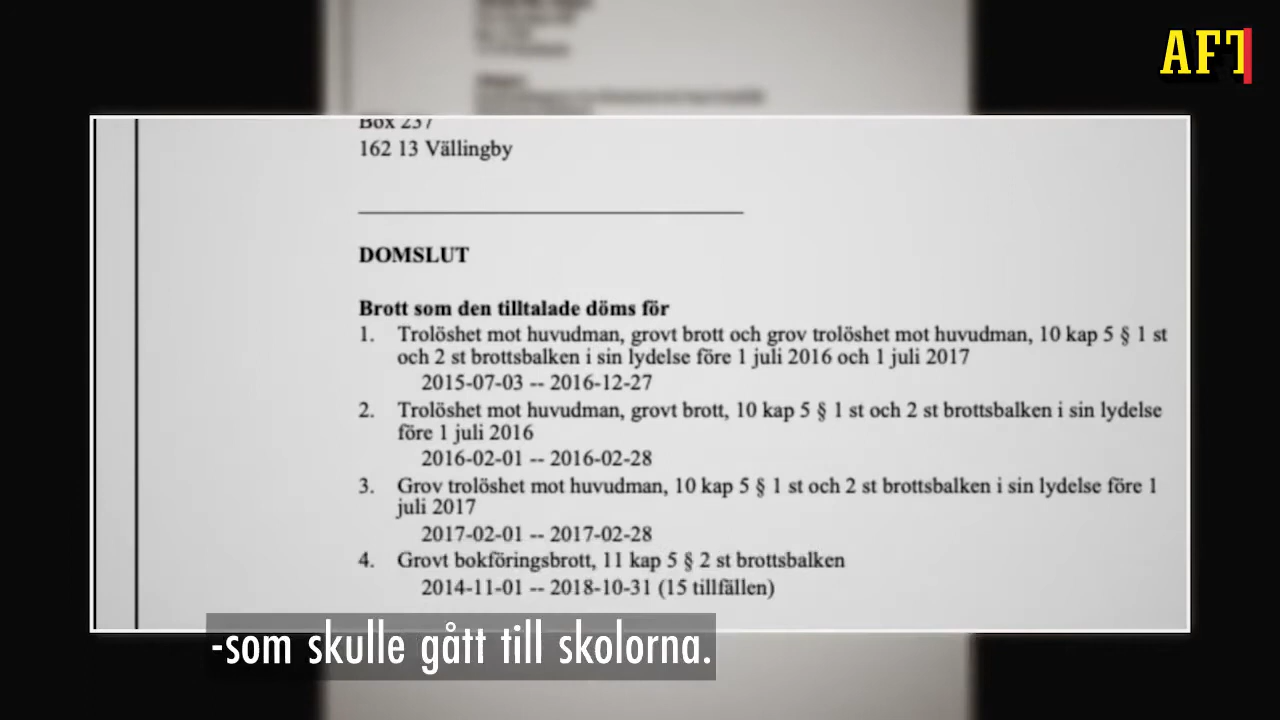 AFT
Box 237
162 13 Vällingby
DOMSLUT
Brott som den tilltalade döms för
1. Trolöshet mot huvudman, grovt brott och grov trolöshet mot huvudman, 10 kap 5 § 1 st
och 2 st brottsbalken i sin lydelse före 1 juli 2016 och 1 juli 2017
2015-07-03 -- 2016-12-27
2. Trolöshet mot huvudman, grovt brott, 10 kap 5 § 1 st och 2 st brottsbalken i sin lydelse
före 1 juli 2016
2016-02-01 -- 2016-02-28
3. Grov trolöshet mot huvudman, 10 kap 5 § 1 st och 2 st brottsbalken i sin lydelse före 1
juli 2017
2017-02-01 -- 2017-02-28
4. Grovt bokföringsbrott, 11 kap 5 § 2 st brottsbalken
2014-11-01 -- 2018-10-31 (15 tillfällen)
-som skulle gått till skolorna.